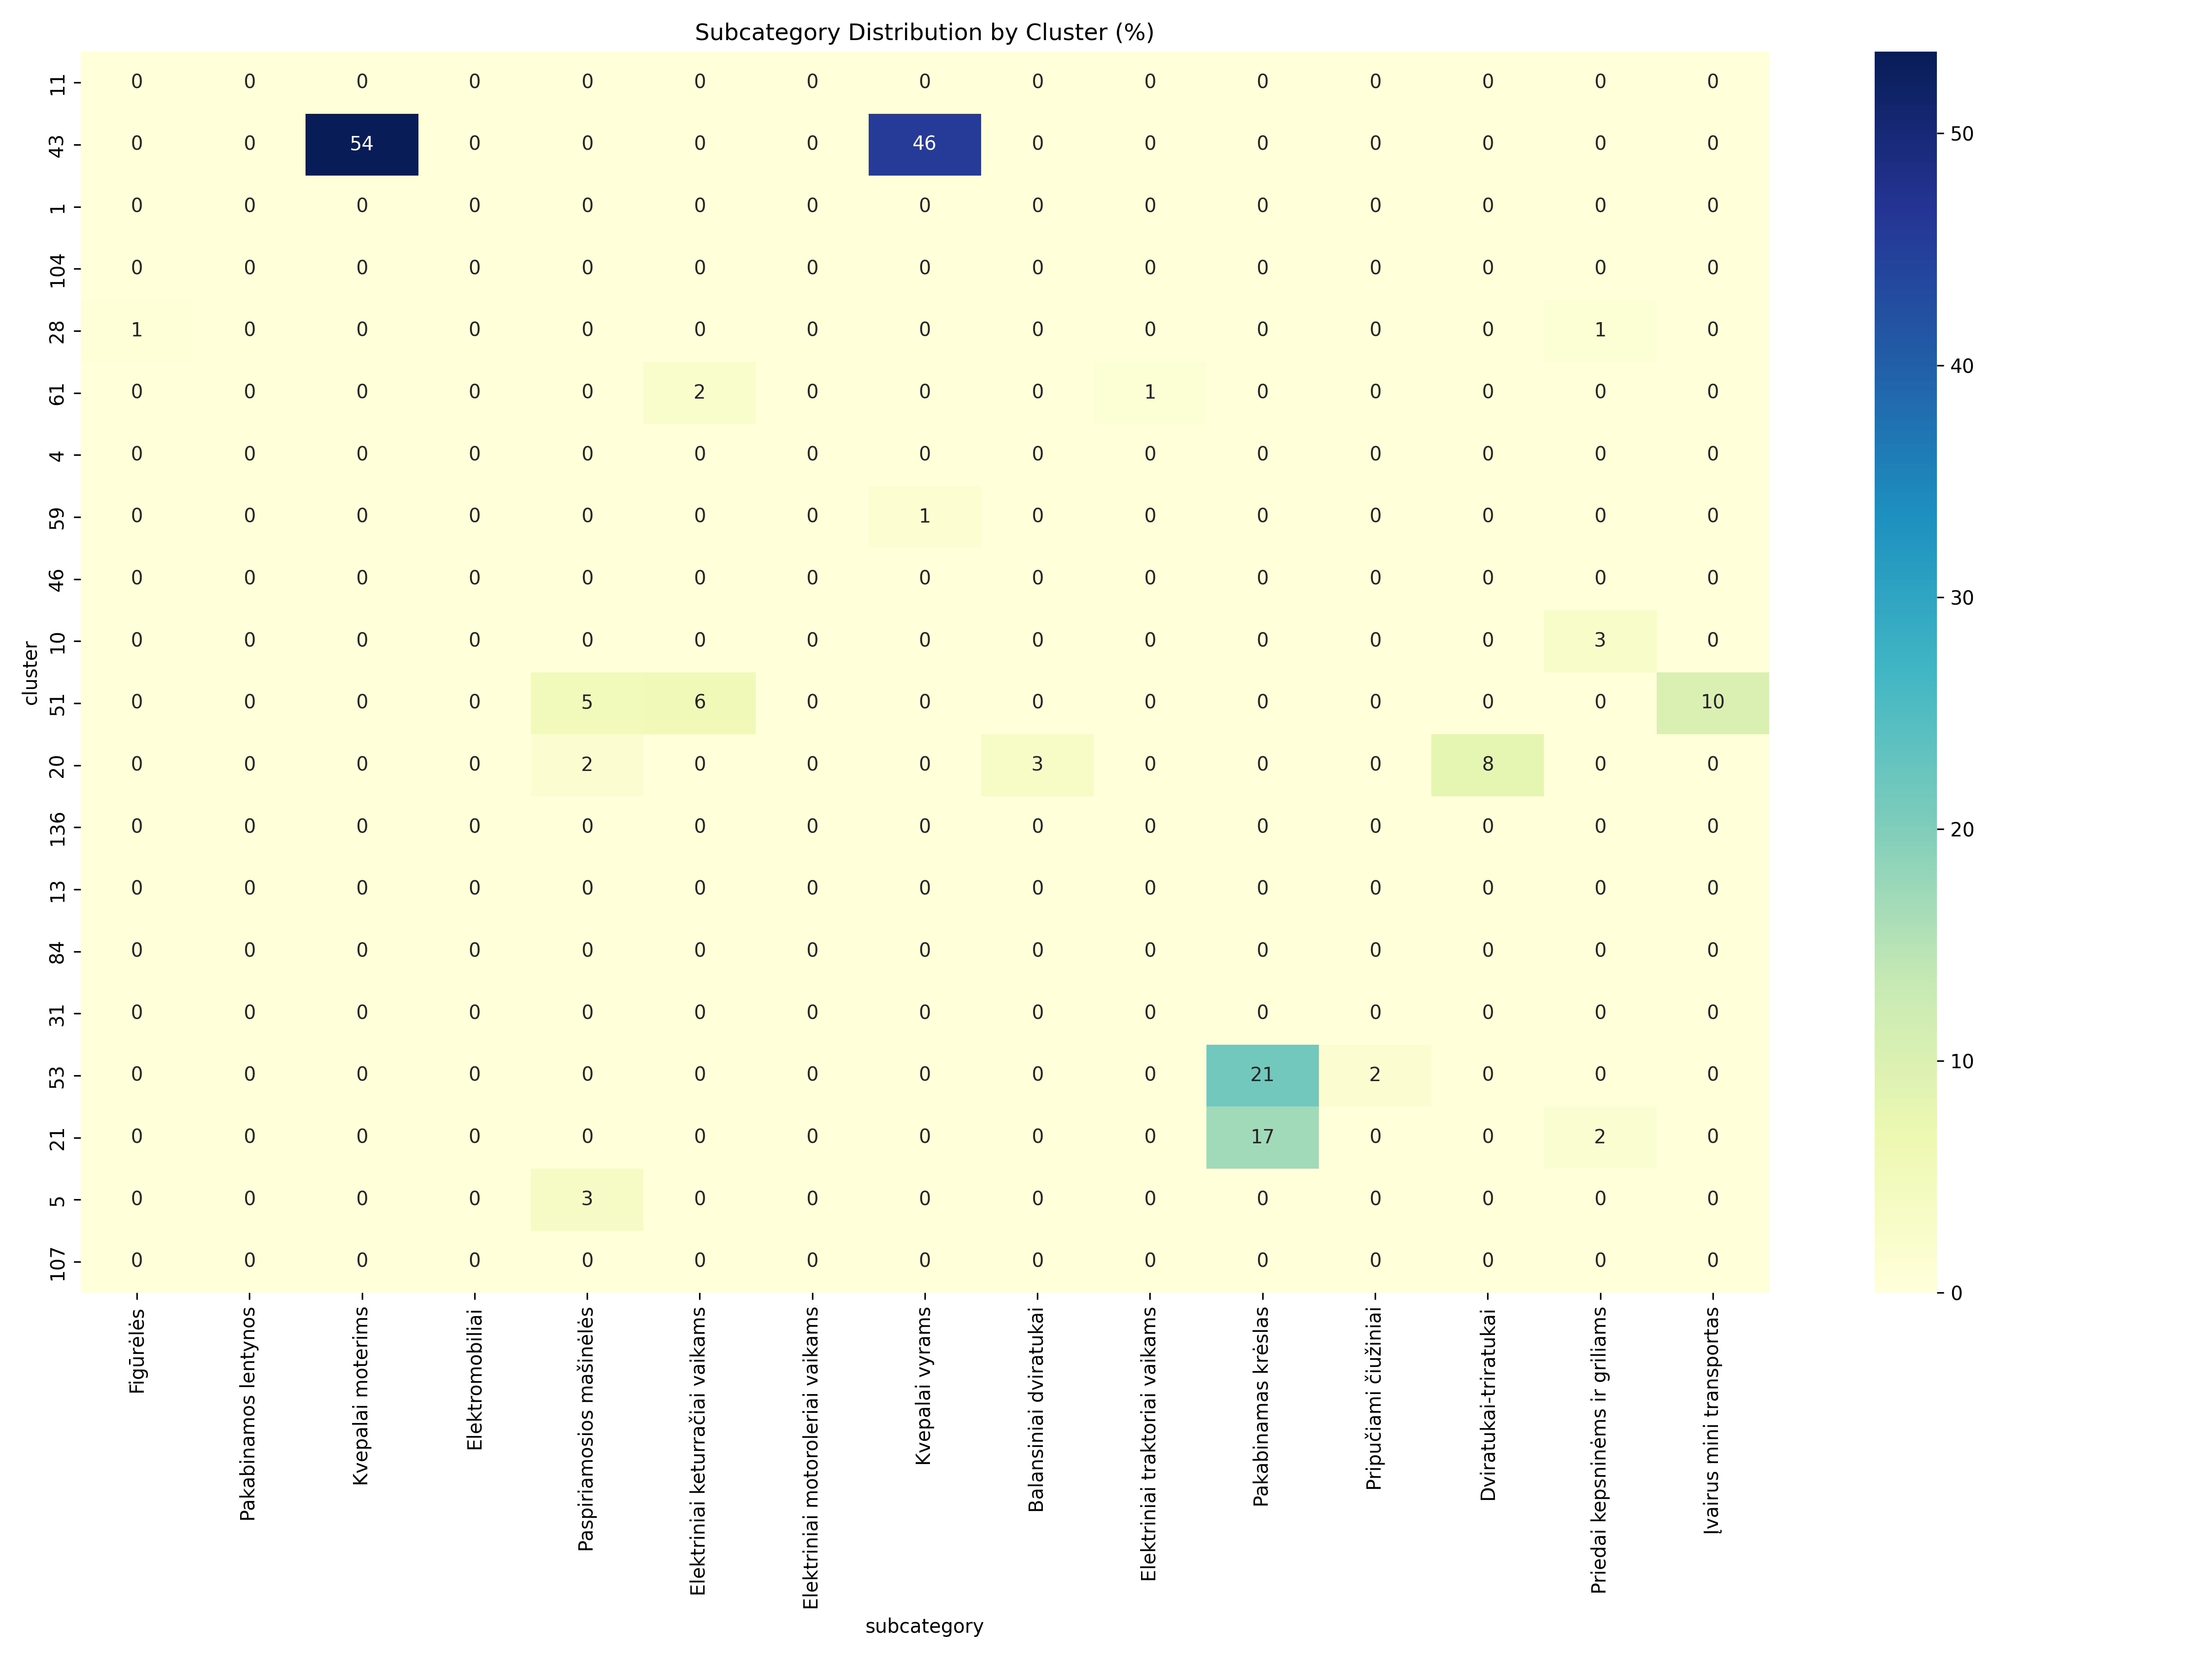 Subcategory Distribution by Cluster (%)
cluster
11 0 0 0 0 0 0 0 0 0 0 0 0 0 0 0
43 0 0 54 0 0 0 0 46 0 0 0 0 0 0 0
1 0 0 0 0 0 0 0 0 0 0 0 0 0 0 0
104 0 0 0 0 0 0 0 0 0 0 0 0 0 0 0
28 1 0 0 0 0 0 0 0 0 0 0 0 0 1 0
61 0 0 0 0 0 2 0 0 0 1 0 0 0 0 0
4 0 0 0 0 0 0 0 0 0 0 0 0 0 0 0
59 0 0 0 0 0 0 0 1 0 0 0 0 0 0 0
46 0 0 0 0 0 0 0 0 0 0 0 0 0 0 0
10 0 0 0 0 0 0 0 0 0 0 0 0 0 3 0
51 0 0 0 0 5 6 0 0 0 0 0 0 0 0 10
20 0 0 0 0 2 0 0 0 3 0 0 0 8 0 0
136 0 0 0 0 0 0 0 0 0 0 0 0 0 0 0
13 0 0 0 0 0 0 0 0 0 0 0 0 0 0 0
84 0 0 0 0 0 0 0 0 0 0 0 0 0 0 0
31 0 0 0 0 0 0 0 0 0 0 0 0 0 0 0
53 0 0 0 0 0 0 0 0 0 0 21 2 0 0 0
21 0 0 0 0 0 0 0 0 0 0 17 0 0 2 0
5 0 0 0 0 3 0 0 0 0 0 0 0 0 0 0
107 0 0 0 0 0 0 0 0 0 0 0 0 0 0 0
Figūrėlės
Pakabinamos lentynos
Kvepalai moterims
Elektromobiliai
Paspiriamosios mašinėlės
Elektriniai keturračiai vaikams
Elektriniai motoroleriai vaikams
Kvepalai vyrams
Balansiniai dviratukai
Elektriniai traktoriai vaikams
Pakabinamas krėslas
Pripučiami čiužiniai
Dviratukai-triratukai
Priedai kepsninėms ir griliams
Įvairus mini transportas
subcategory
50
40
30
20
10
0